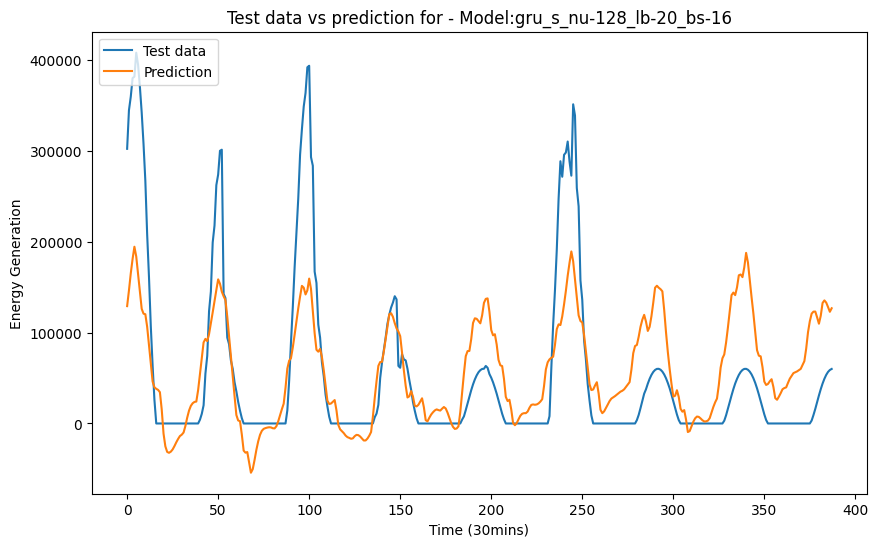 Test data vs prediction for - Model:gru_s_nu-128_lb-20_bs-16
Test data
Prediction
400000
300000
200000
100000
0
Energy Generation
0 50 100 150 200 250 300 350 400
Time (30mins)